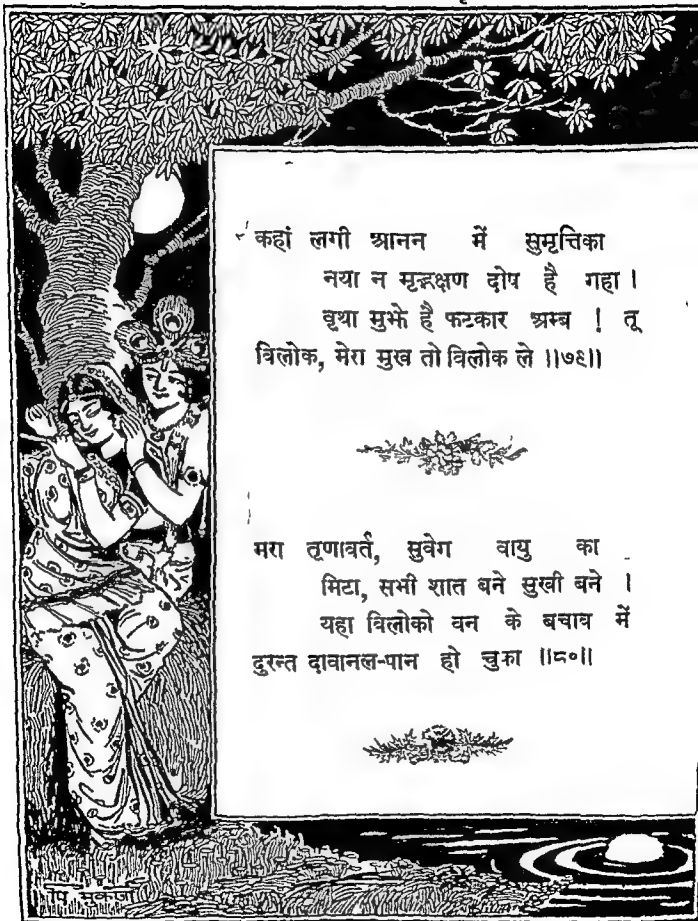 कहां लगी आनन में सुमृत्तिका
नया न मृद्भक्षण दोष है गहा ।
वृथा मुझे है फटकार अम्ब ! तू
विलोक, मेरा मुख तो विलोक ले ॥७९॥
मरा तृणावर्त, सुवेग वायु का
मिटा, सभी शात बने सुखी बने ।
यहा विलोको वन के बचाव में
दुरन्त दावानल-पान हो चुका ॥८०॥